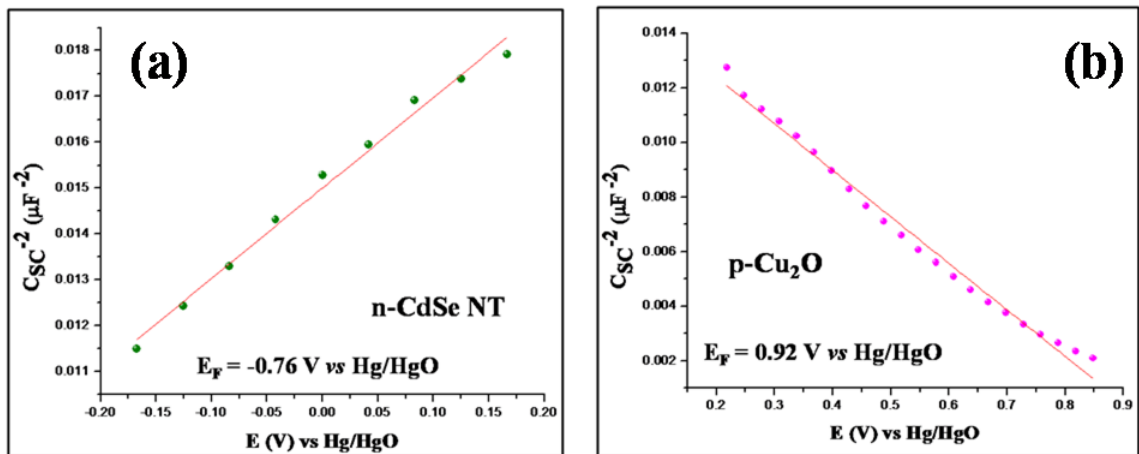 (a)
0.018
0.017
0.016
0.015
0.014
0.013
0.012
0.011
C_SC^-2 (μF^-2)
n-CdSe NT
E_F = -0.76 V vs Hg/HgO
-0.20 -0.15 -0.10 -0.05 0.00 0.05 0.10 0.15 0.20
E (V) vs Hg/HgO
(b)
0.014
0.012
0.010
0.008
0.006
0.004
0.002
C_SC^-2 (μF^-2)
p-Cu₂O
E_F = 0.92 V vs Hg/HgO
0.2 0.3 0.4 0.5 0.6 0.7 0.8 0.9
E (V) vs Hg/HgO